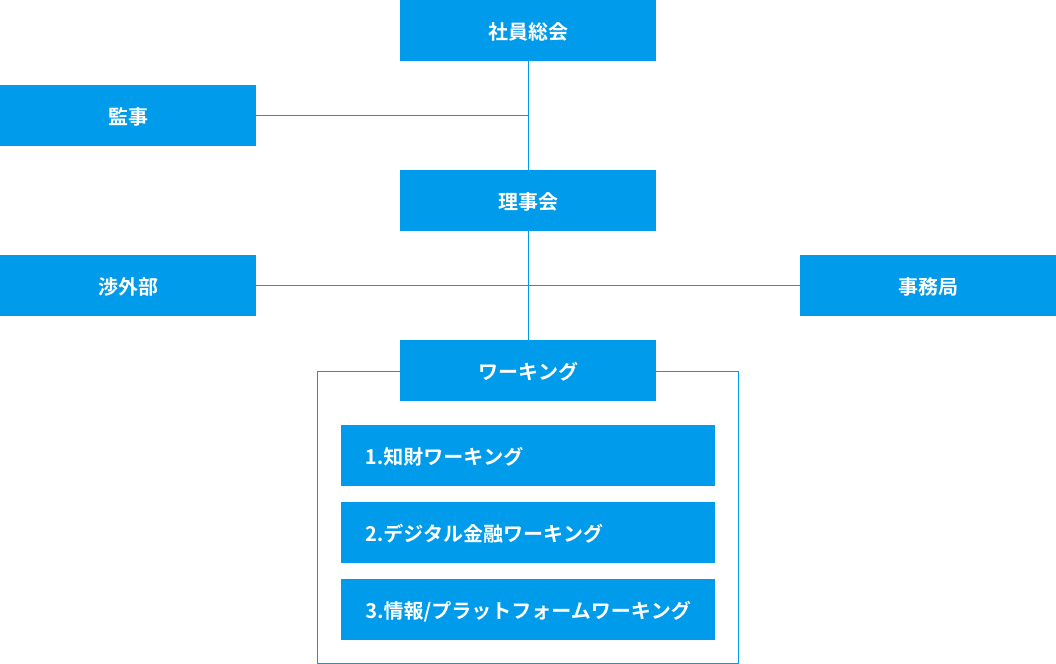 社員総会
監事
理事会
渉外部
事務局
ワーキング
1.知財ワーキング
2.デジタル金融ワーキング
3.情報/プラットフォームワーキング